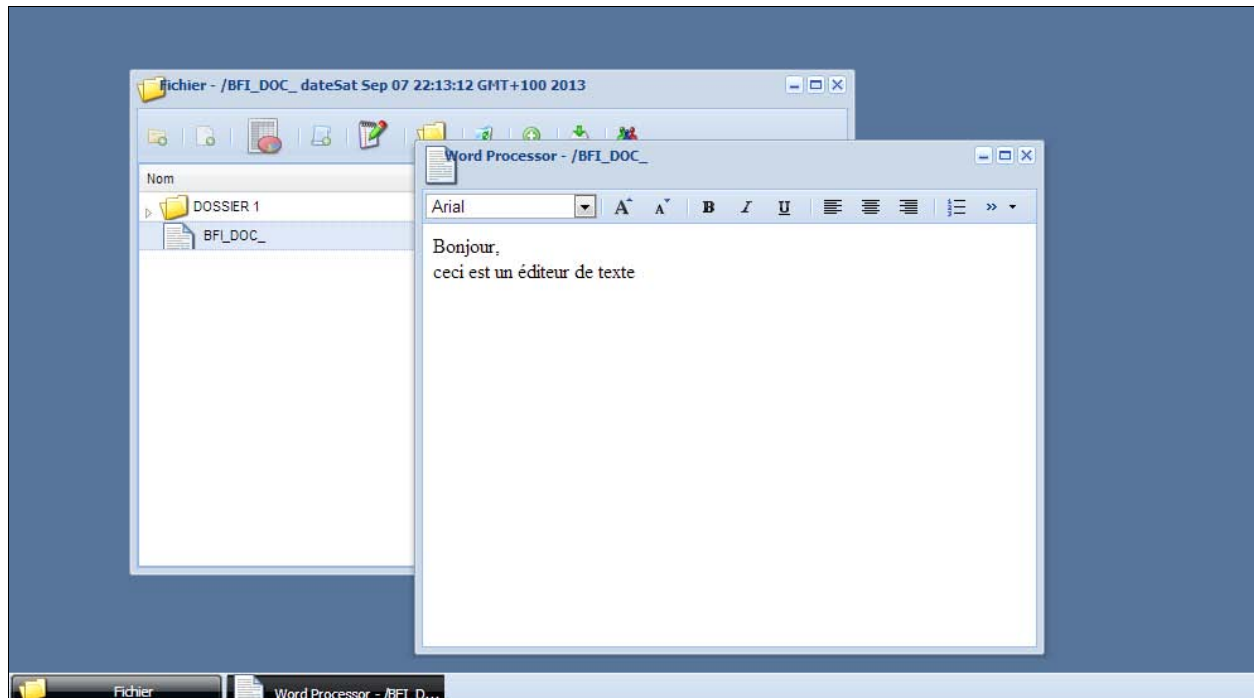 Fichier - /BFI_DOC_ dateSat Sep 07 22:13:12 GMT+100 2013
Nom
DOSSIER 1
BFI_DOC_
Word Processor - /BFI_DOC_
Arial
A A B I U
Bonjour,
ceci est un éditeur de texte
Fichier
Word Processor - /BFI_D...